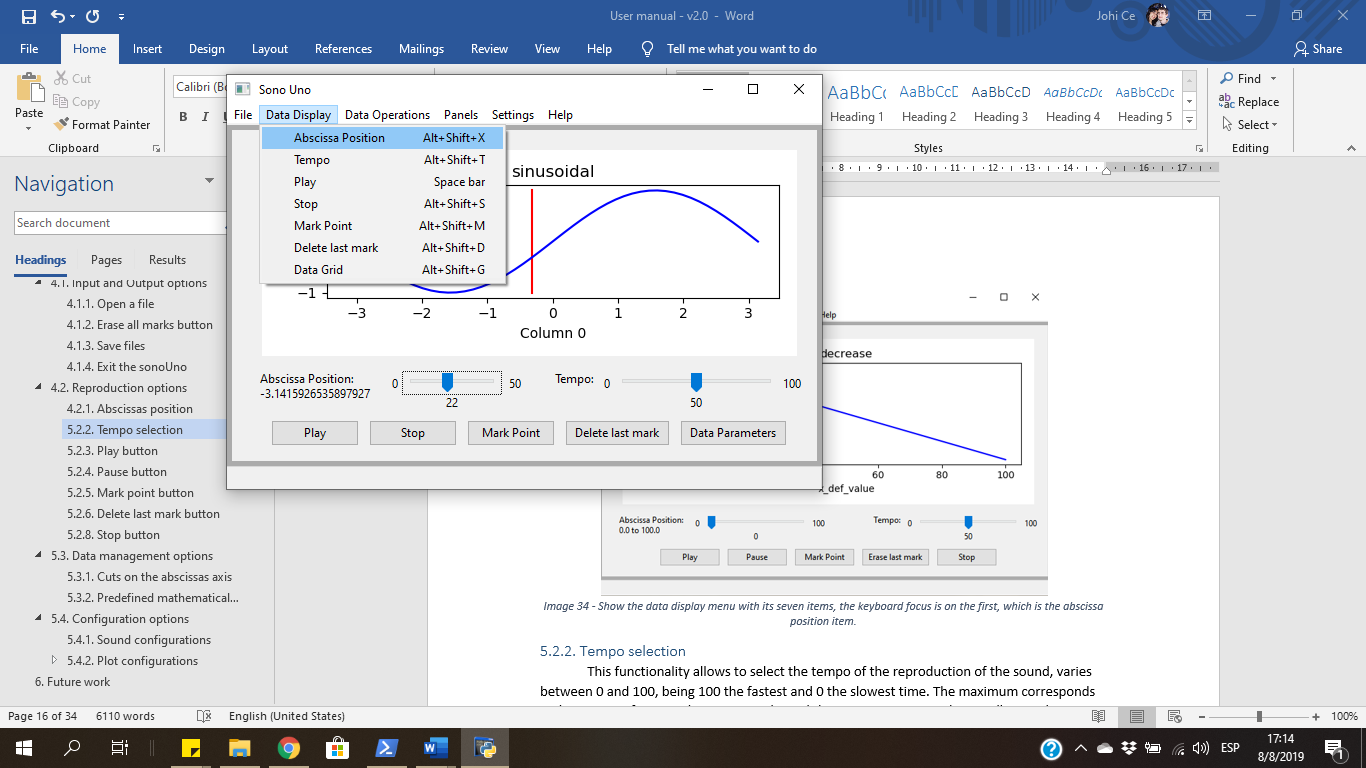 User manual - v2.0 - Word
Johi Ce
File Home Insert Design Layout References Mailings Review View Help Tell me what you want to do Share
Paste
Cut
Copy
Format Painter
Clipboard
Calibri (Bo
B I
AaBbCc AaBbCcD AaBbCcD AaBbCcDc AaBbCcDc
Heading 1 Heading 2 Heading 3 Heading 4 Heading 5
Styles
Find
Replace
Select
Editing
Navigation
Search document
Headings Pages Results
4.1. Input and Output options
4.1.1. Open a file
4.1.2. Erase all marks button
4.1.3. Save files
4.1.4. Exit the sonoUno
4.2. Reproduction options
4.2.1. Abscissas position
5.2.2. Tempo selection
5.2.3. Play button
5.2.4. Pause button
5.2.5. Mark point button
5.2.6. Delete last mark button
5.2.8. Stop button
5.3. Data management options
5.3.1. Cuts on the abscissas axis
5.3.2. Predefined mathematical...
5.4. Configuration options
5.4.1. Sound configurations
5.4.2. Plot configurations
6. Future work
Sono Uno
File Data Display Data Operations Panels Settings Help
Abscissa Position Alt+Shift+X
Tempo Alt+Shift+T
Play Space bar
Stop Alt+Shift+S
Mark Point Alt+Shift+M
Delete last mark Alt+Shift+D
Data Grid Alt+Shift+G
sinusoidal
−1
−3 −2 −1 0 1 2 3
Column 0
Abscissa Position:
-3.1415926535897927
0 50
22
Tempo: 0 100
50
Play Stop Mark Point Delete last mark Data Parameters
8 9 10 11 12 13 14 15 16 17
Help
decrease
60 80 100
x_def_value
Abscissa Position:
0.0 to 100.0
0 100
0
Tempo: 0 100
50
Play Pause Mark Point Erase last mark Stop
Image 34 - Show the data display menu with its seven items, the keyboard focus is on the first, which is the abscissa
position item.
5.2.2. Tempo selection
This functionality allows to select the tempo of the reproduction of the sound, varies
between 0 and 100, being 100 the fastest and 0 the slowest time. The maximum corresponds
Page 16 of 34 6110 words English (United States) 100%
ESP
17:14
8/8/2019
1